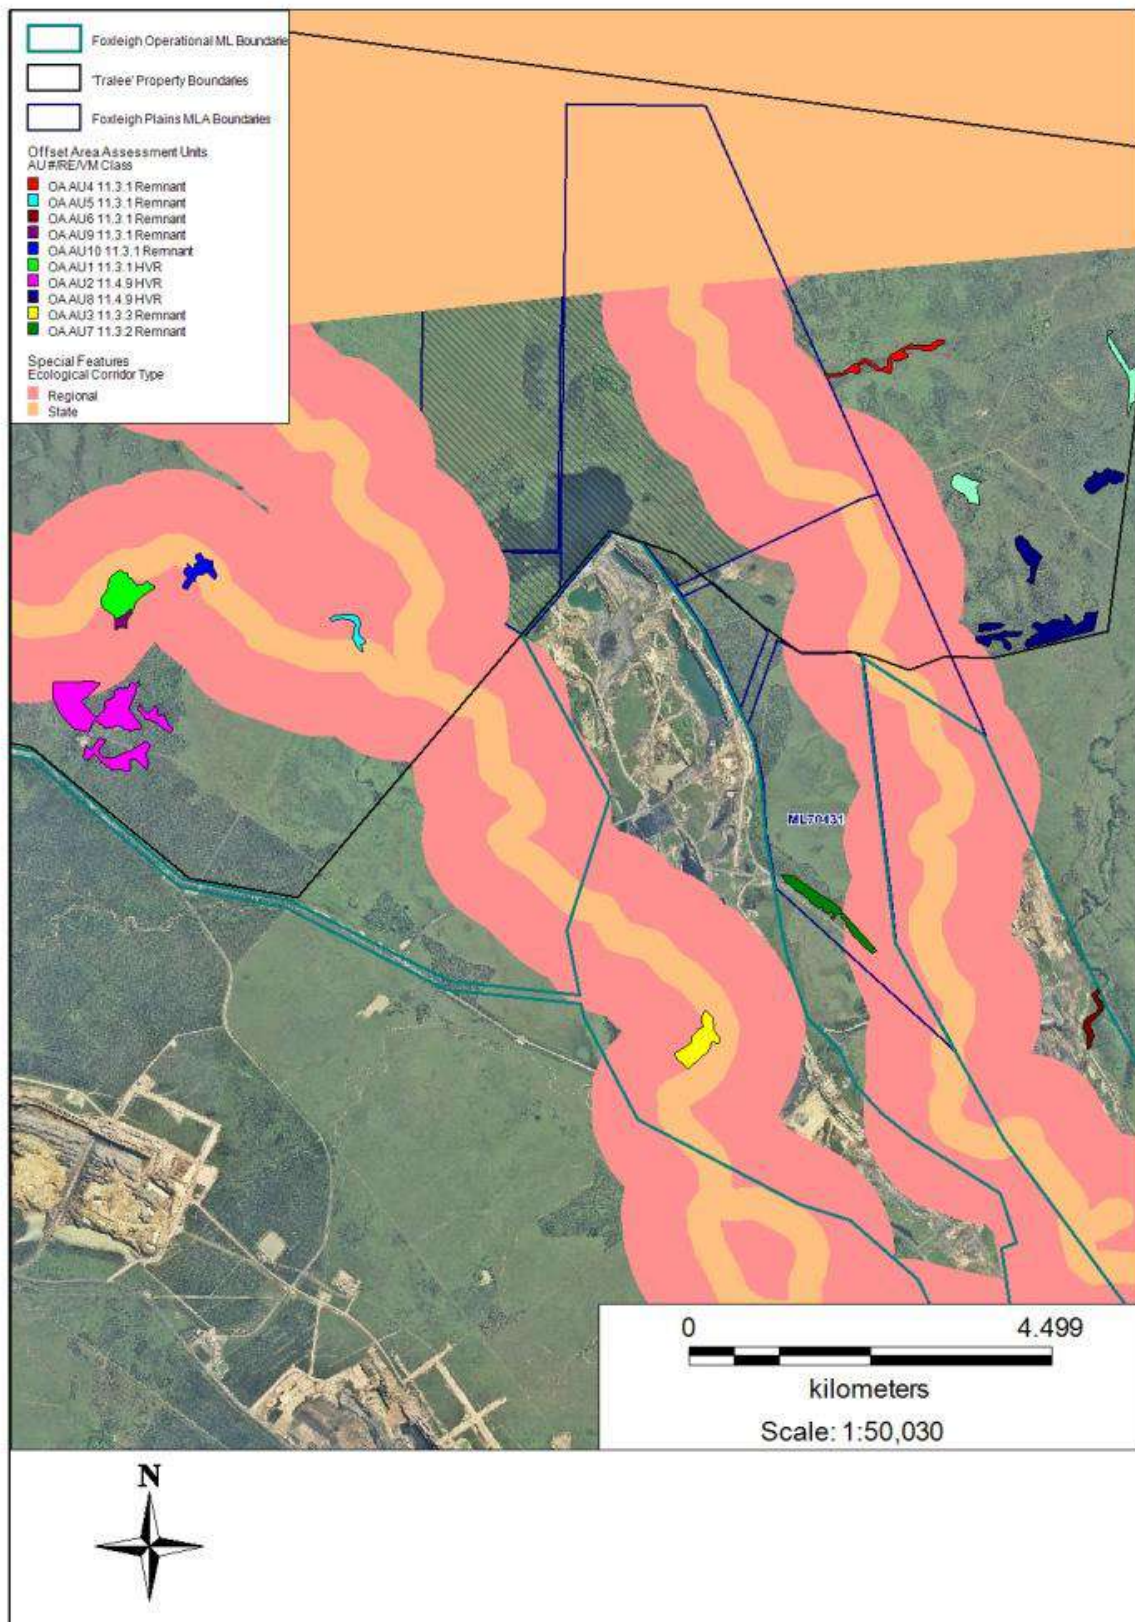 Foxleigh Operational ML Boundarie
'Tralee' Property Boundaries
Foxleigh Plains MLA Boundaries
Offset Area Assessment Units
AU #/RE/VM Class
OA AU4 11.3.1 Remnant
OA AU5 11.3.1 Remnant
OA AU6 11.3.1 Remnant
OA AU9 11.3.1 Remnant
OA AU10 11.3.1 Remnant
OA AU1 11.3.1 HVR
OA AU2 11.4.9 HVR
OA AU8 11.4.9 HVR
OA AU3 11.3.3 Remnant
OA AU7 11.3.2 Remnant
Special Features
Ecological Corridor Type
Regional
State
ML70431
0 4.499
kilometers
Scale: 1:50,030
N